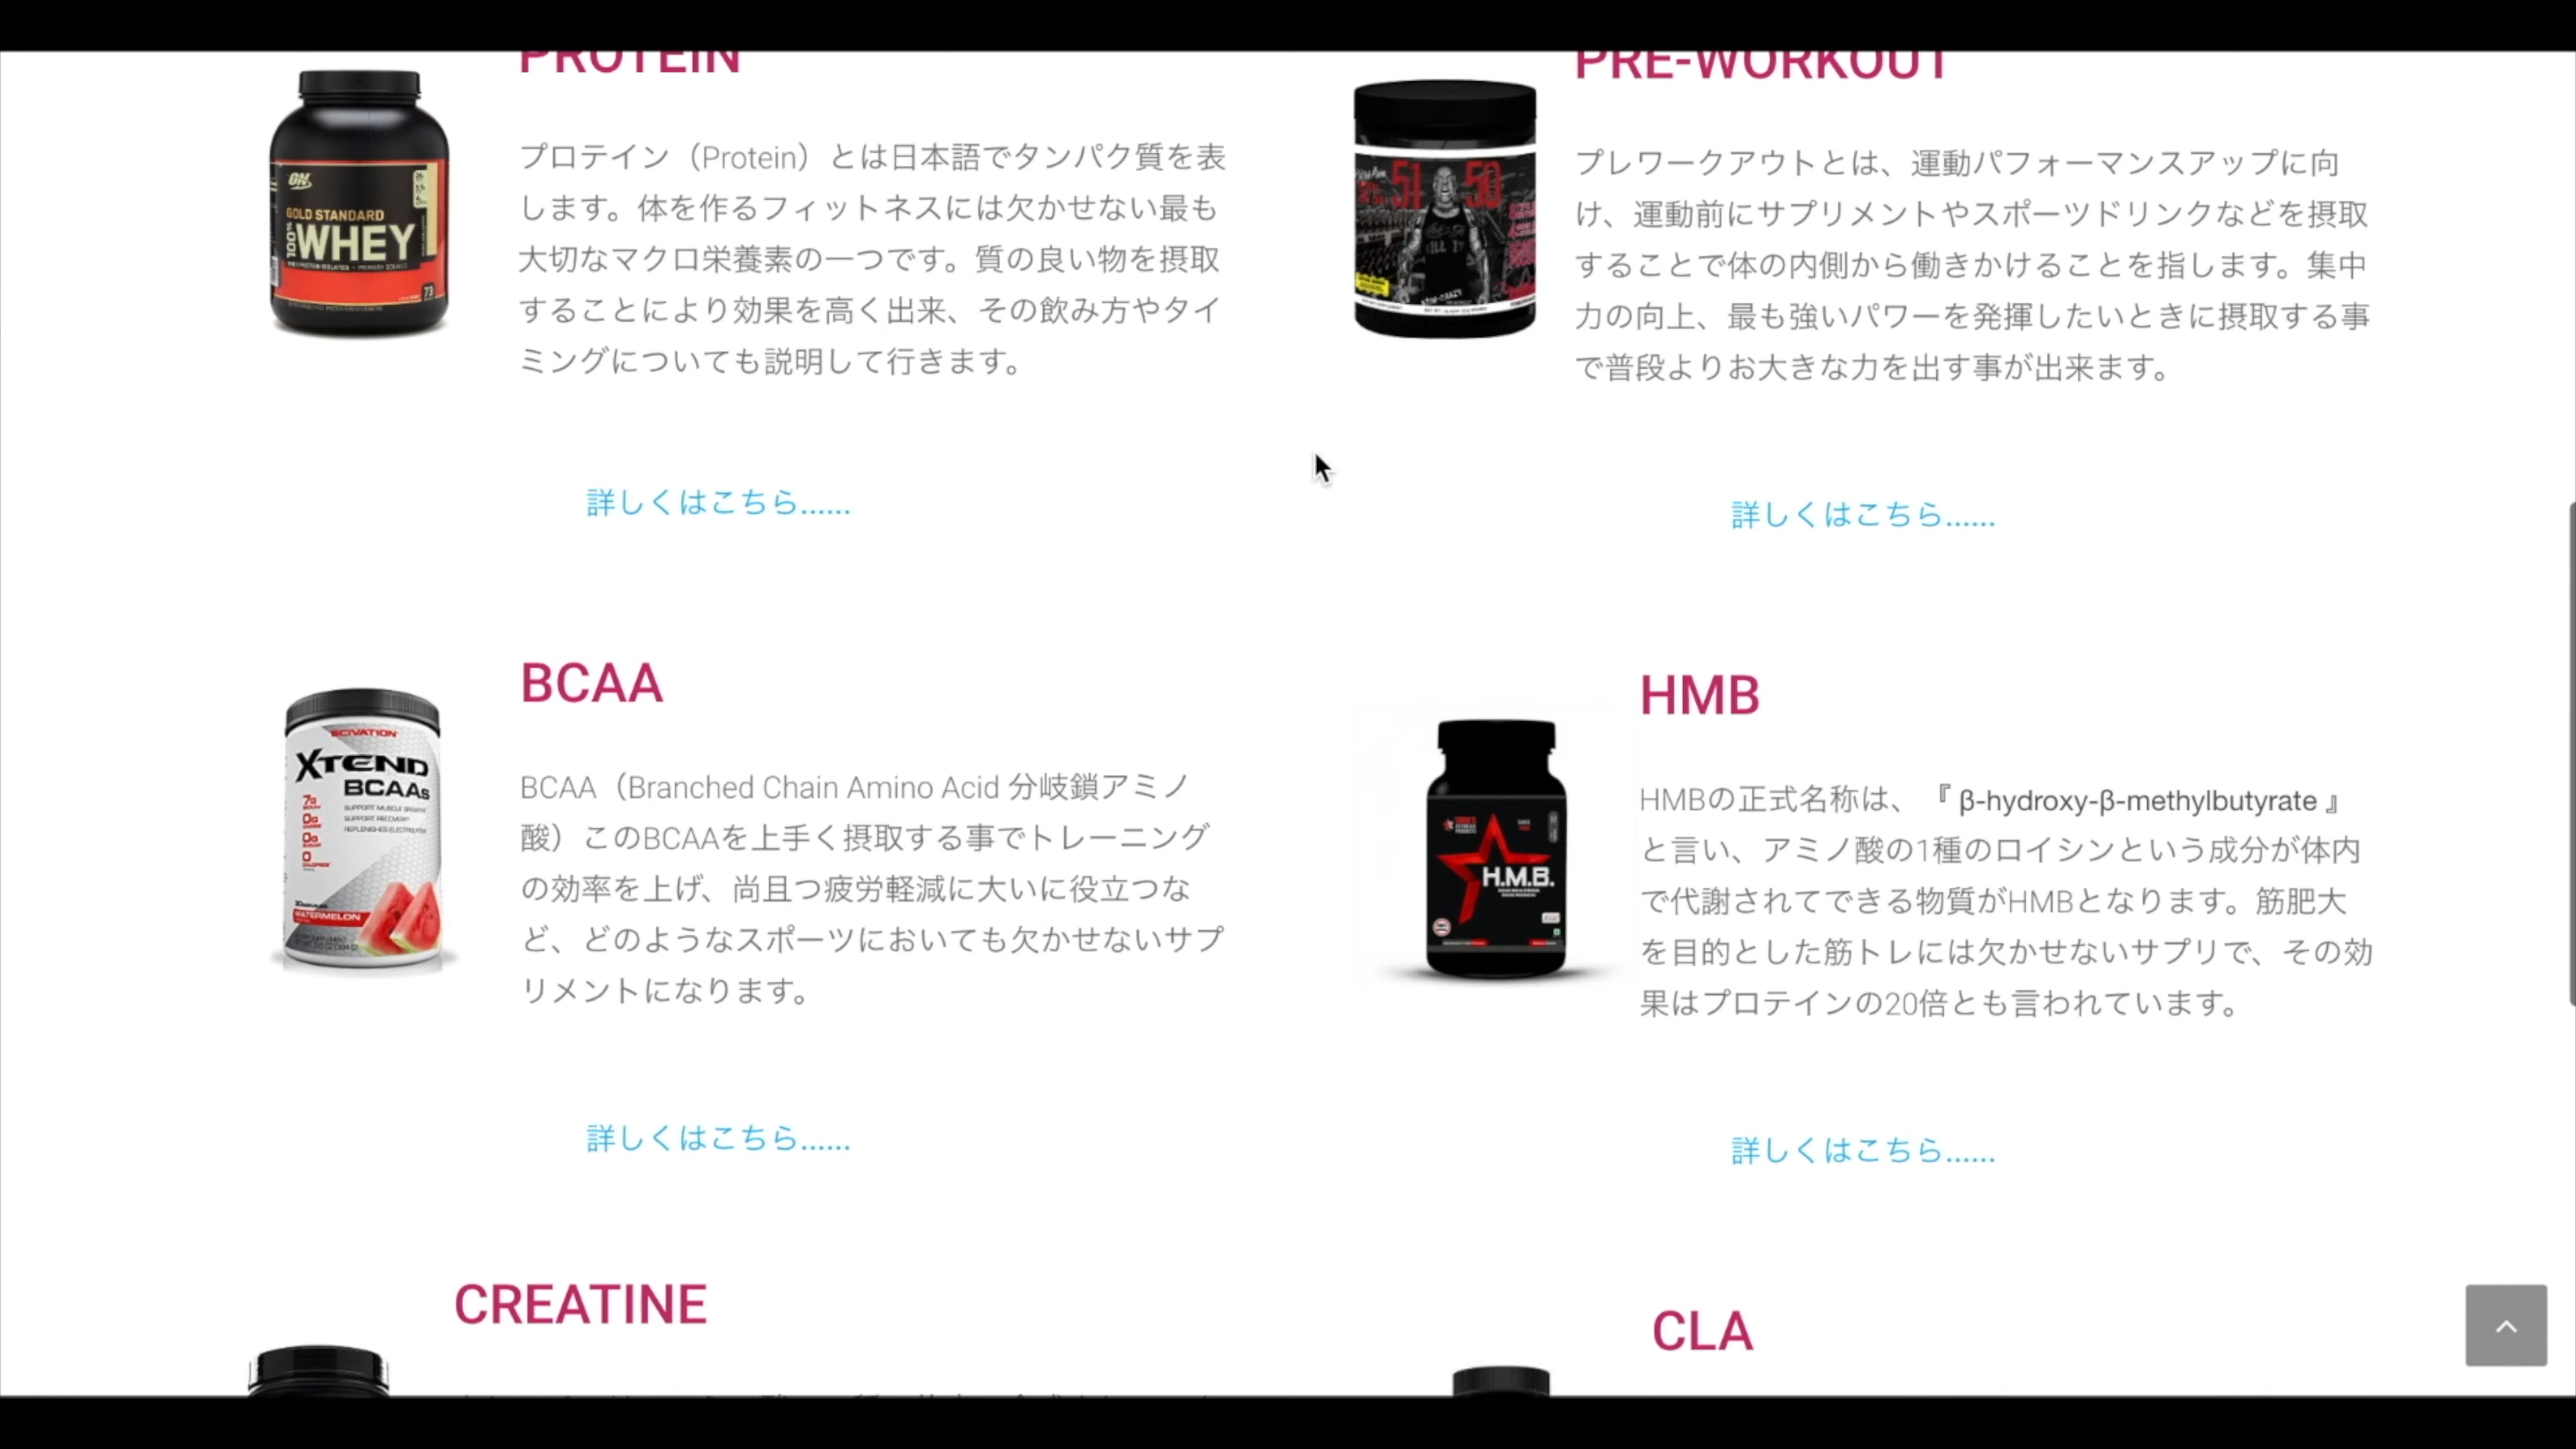 PROTEIN
プロテイン（Protein）とは日本語でタンパク質を表
します。体を作るフィットネスには欠かせない最も
大切なマクロ栄養素の一つです。質の良い物を摂取
することにより効果を高く出来、その飲み方やタイ
ミングについても説明して行きます。
詳しくはこちら......
ON
GOLD STANDARD
100% WHEY
73
PRE-WORKOUT
プレワークアウトとは、運動パフォーマンスアップに向
け、運動前にサプリメントやスポーツドリンクなどを摂取
することで体の内側から働きかけることを指します。集中
力の向上、最も強いパワーを発揮したいときに摂取する事
で普段よりお大きな力を出す事が出来ます。
詳しくはこちら......
51 50
KILL IT
BCAA
BCAA（Branched Chain Amino Acid 分岐鎖アミノ
酸）このBCAAを上手く摂取する事でトレーニング
の効率を上げ、尚且つ疲労軽減に大いに役立つな
ど、どのようなスポーツにおいても欠かせないサプ
リメントになります。
詳しくはこちら......
SCIVATION
XTEND
BCAAs
SUPPORT MUSCLE GROWTH
SUPPORT RECOVERY
REPLENISHES ELECTROLYTES
7g
0g
0g
0
WATERMELON
HMB
HMBの正式名称は、『 β-hydroxy-β-methylbutyrate 』
と言い、アミノ酸の1種のロイシンという成分が体内
で代謝されてできる物質がHMBとなります。筋肥大
を目的とした筋トレには欠かせないサプリで、その効
果はプロテインの20倍とも言われています。
詳しくはこちら......
H.M.B.
CREATINE
CLA